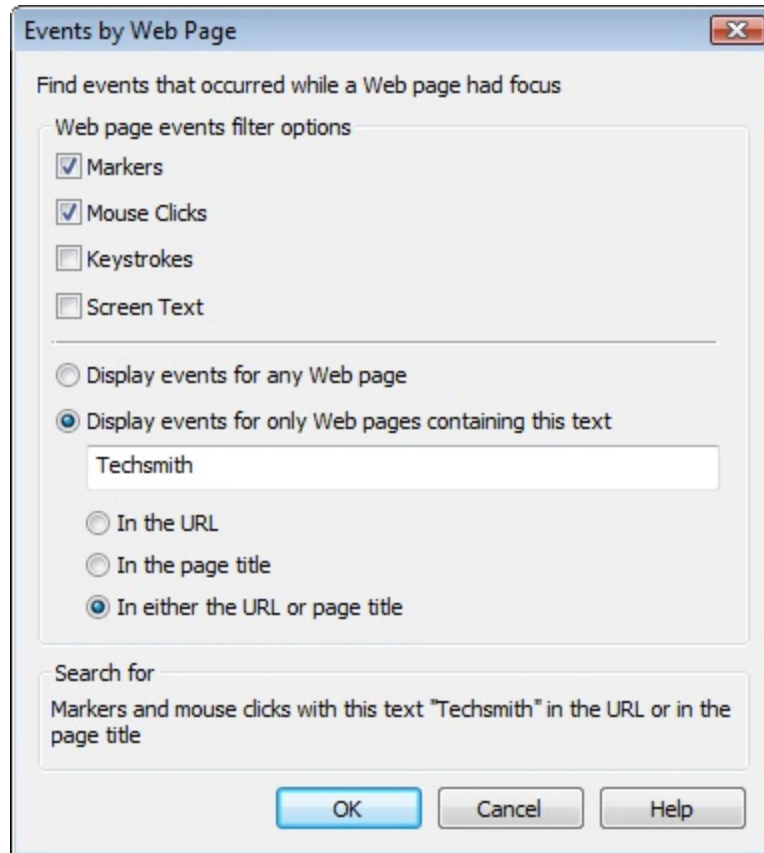 Events by Web Page
Find events that occurred while a Web page had focus
Web page events filter options
Markers
Mouse Clicks
Keystrokes
Screen Text
Display events for any Web page
Display events for only Web pages containing this text
Techsmith
In the URL
In the page title
In either the URL or page title
Search for
Markers and mouse clicks with this text "Techsmith" in the URL or in the
page title
OK Cancel Help